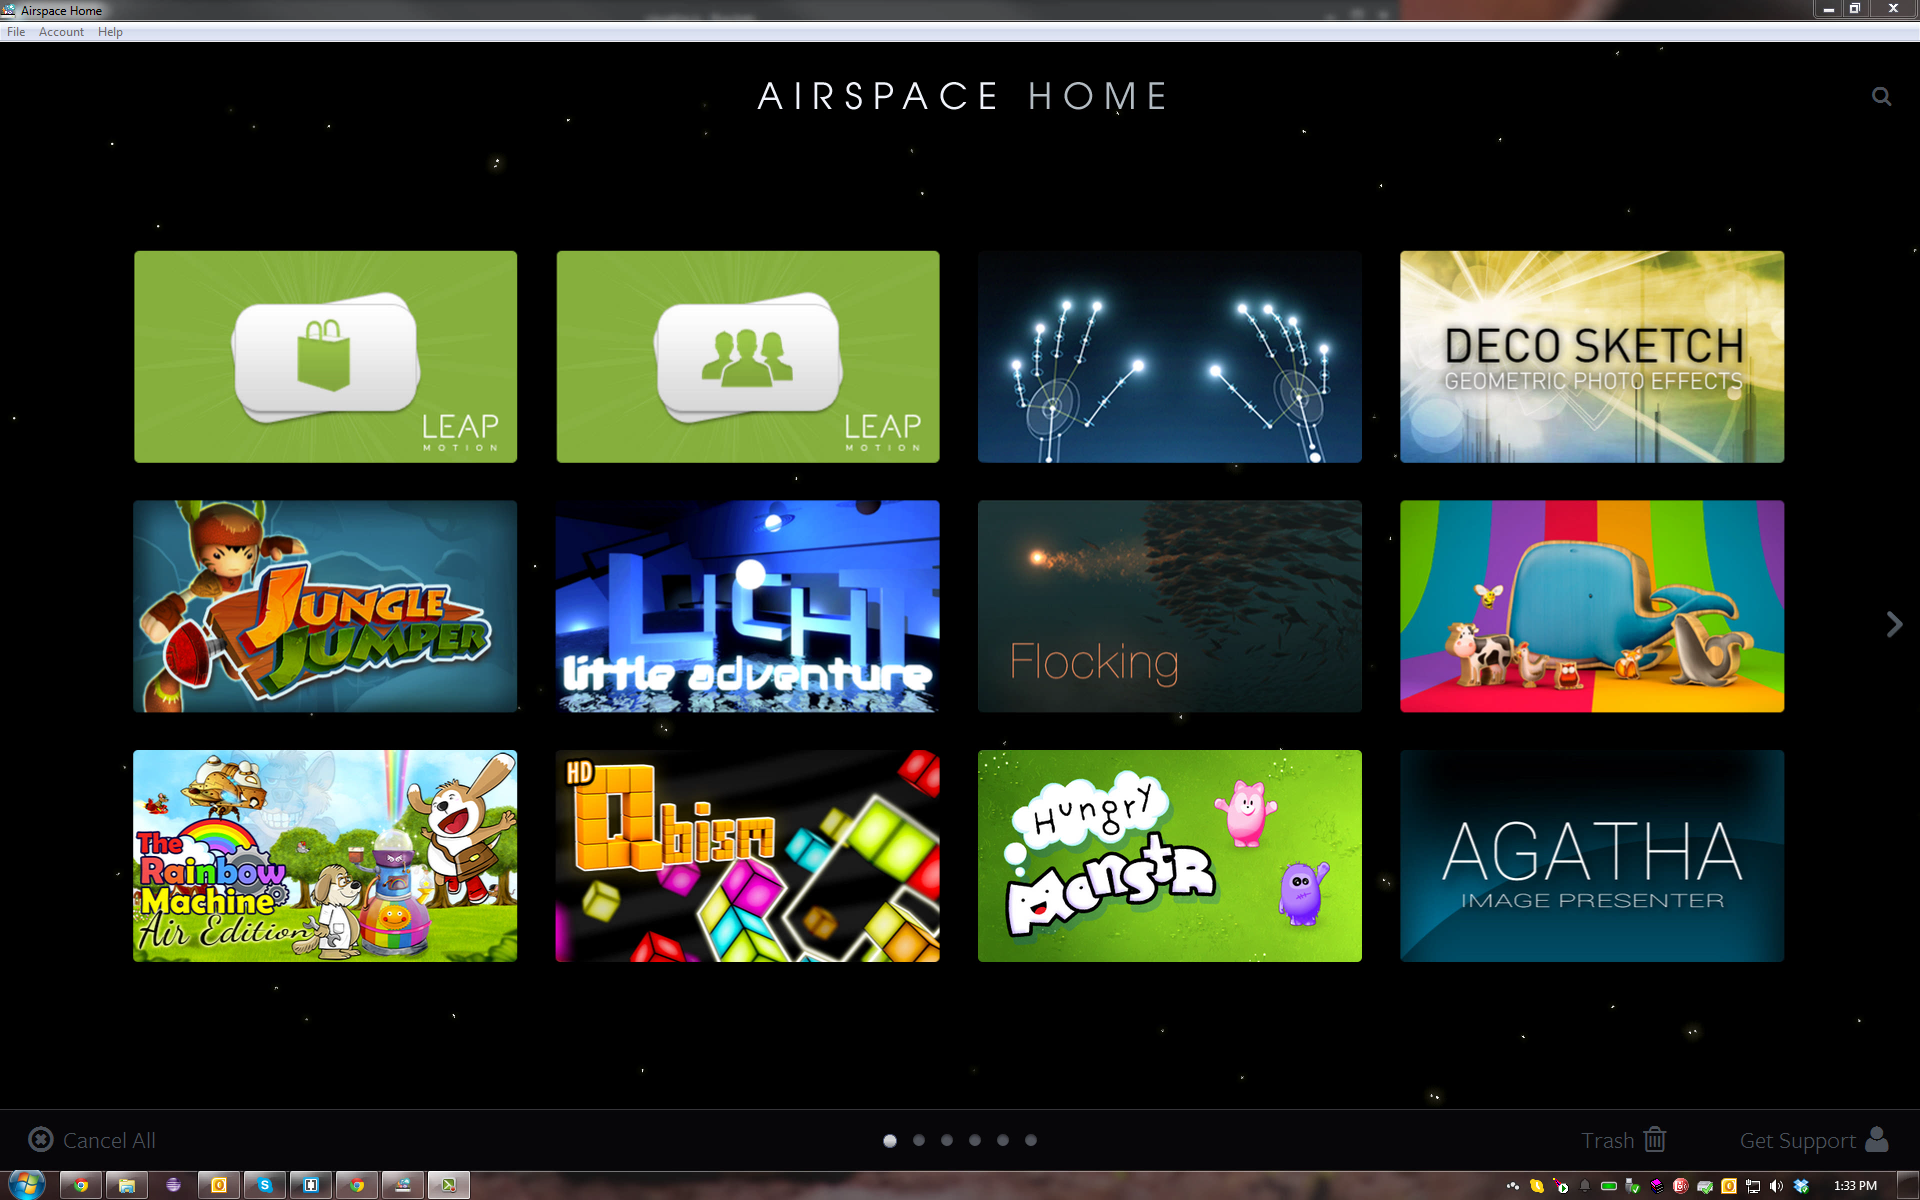 Airspace Home
File Account Help
AIRSPACE HOME
LEAP
MOTION
LEAP
MOTION
DECO SKETCH
GEOMETRIC PHOTO EFFECTS
JUNGLE
JUMPER
LICHT
little adventure
Flocking
The
Rainbow
Machine
Air Edition
HD
Qbism
Hungry
MonstR
AGATHA
IMAGE PRESENTER
Cancel All
Trash
Get Support
1:33 PM